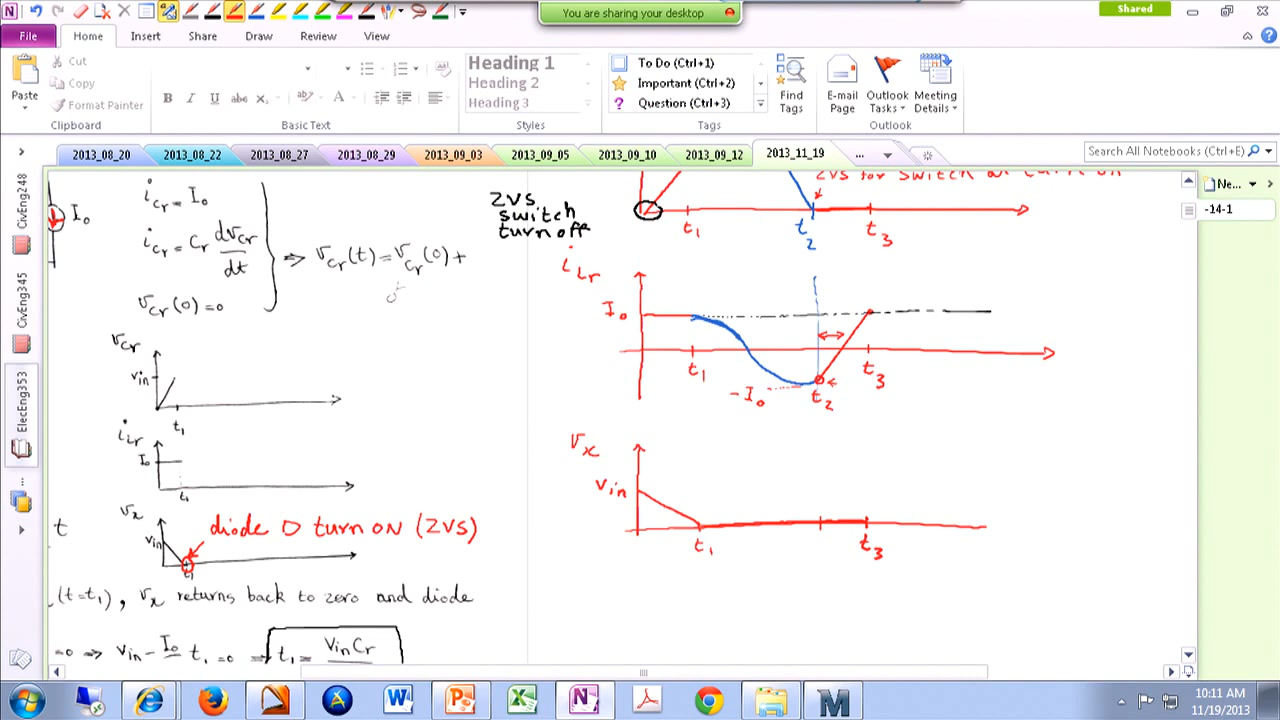 You are sharing your desktop
Shared
File Home Insert Share Draw Review View
Paste
Cut
Copy
Format Painter
Clipboard
B I U abc X₂ A
Basic Text
Heading 1
Heading 2
Heading 3
Styles
To Do (Ctrl+1)
Important (Ctrl+2)
Question (Ctrl+3)
Tags
Find Tags
E-mail Page
Outlook Tasks
Meeting Details
Outlook
2013_08_20 2013_08_22 2013_08_27 2013_08_29 2013_09_03 2013_09_05 2013_09_10 2013_09_12 2013_11_19 ...
Search All Notebooks (Ctrl+E)
Ne...
-14-1
CivEng248
CivEng345
ElecEng353
I₀
i_cr = I₀
i_cr = C_r dv_cr/dt
v_cr(0) = 0
⇒ v_cr(t) = v_cr(0) +
v_cr
v_in
t₁
i_Lr
I₀
t₁
v_x
v_in
t₁
diode D turn on (ZVS)
t
(t=t₁), v_x returns back to zero and diode
=0 ⇒ v_in - I₀ t₁ =0 ⇒ t₁ = V_in C_r
ZVS
switch
turn off
ZVS for switch at turn on
t₁ t₂ t₃
i_Lr
I₀
t₁ t₂ t₃
-I₀
v_x
v_in
t₁ t₃
10:11 AM
11/19/2013